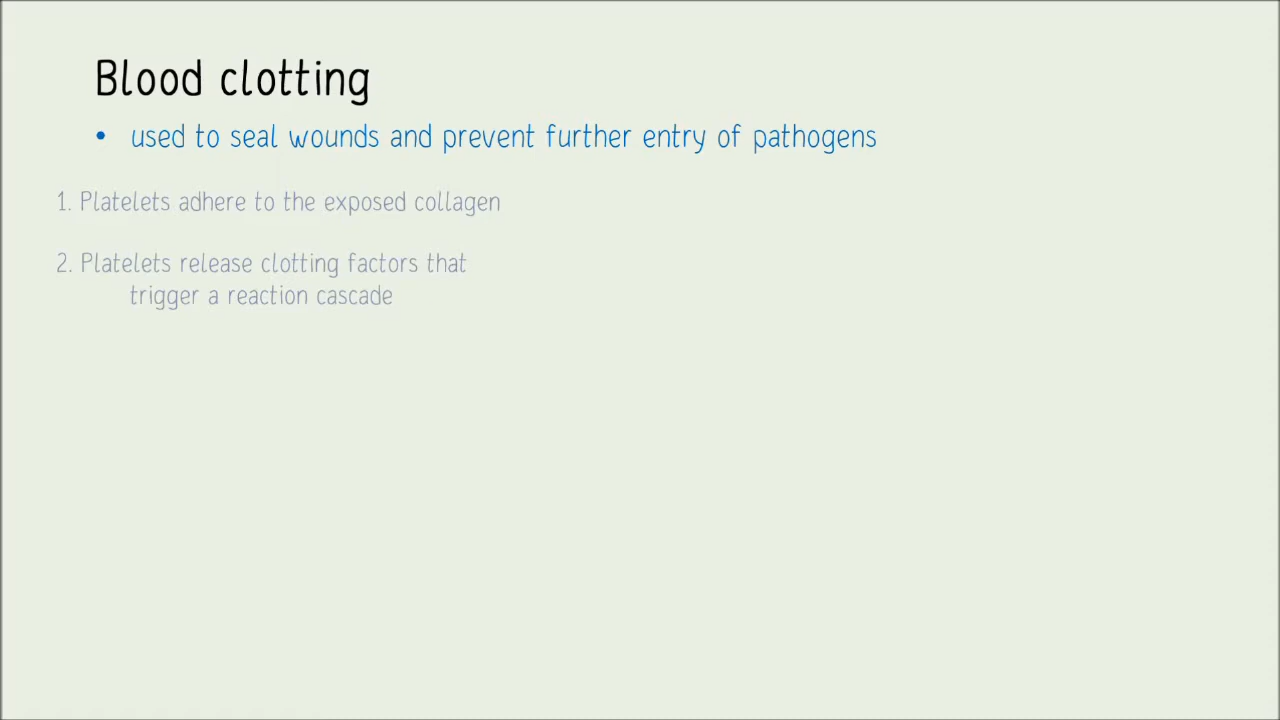 Blood clotting
• used to seal wounds and prevent further entry of pathogens
1. Platelets adhere to the exposed collagen
2. Platelets release clotting factors that
trigger a reaction cascade